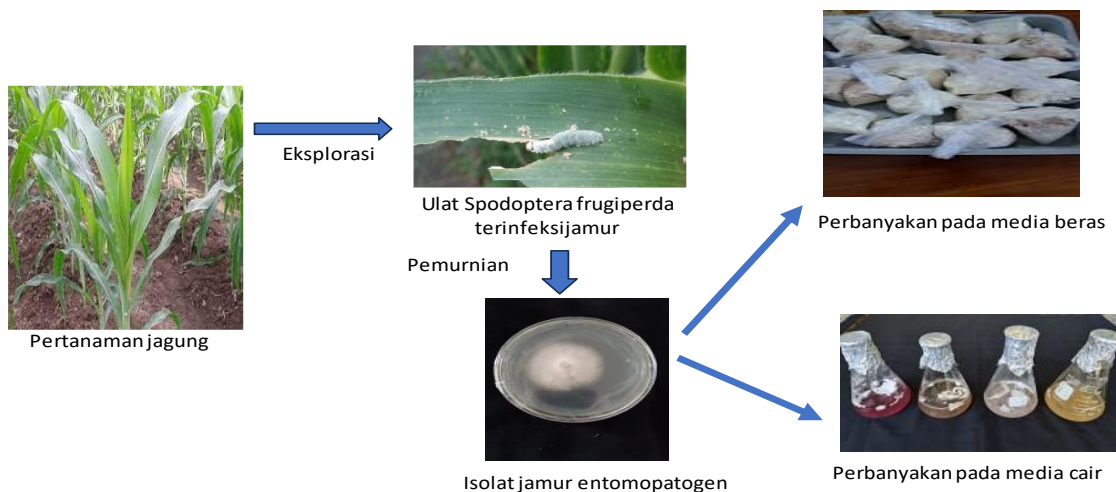 Pertanaman jagung
Eksplorasi
Ulat Spodoptera frugiperda
terinfeksijamur
Pemurnian
Isolat jamur entomopatogen
Perbanyakan pada media beras
Perbanyakan pada media cair